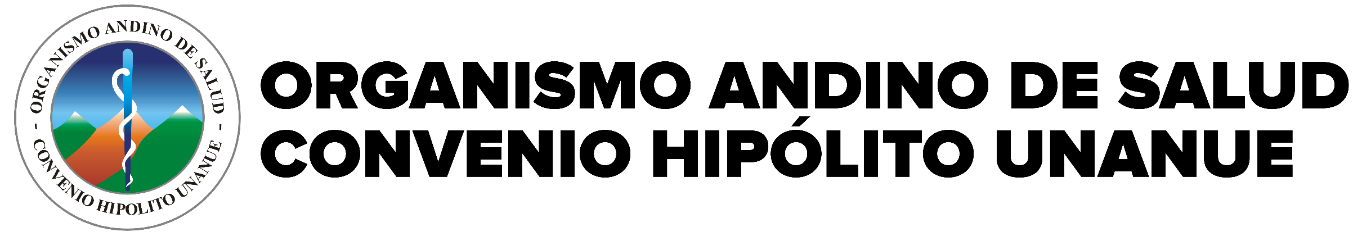 - ORGANISMO ANDINO DE SALUD -
CONVENIO HIPOLITO UNANUE
ORGANISMO ANDINO DE SALUD
CONVENIO HIPÓLITO UNANUE